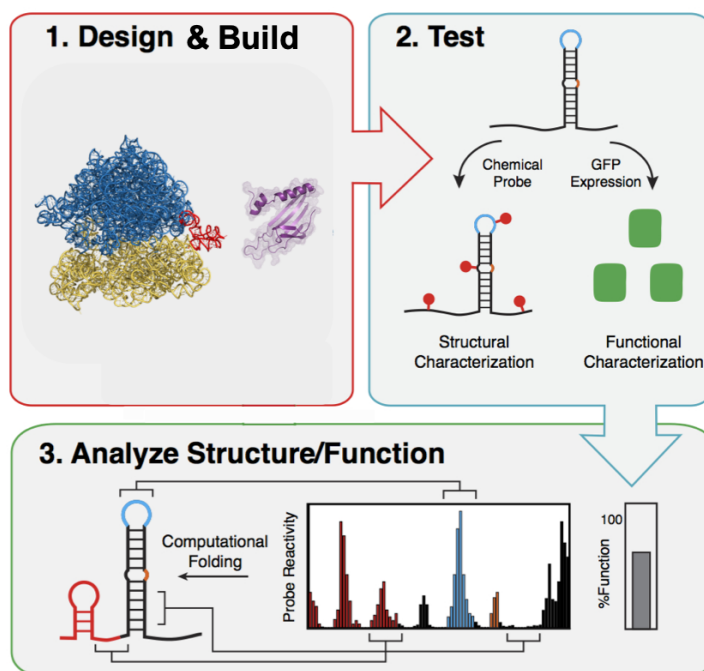 1. Design & Build
2. Test
Chemical
Probe
GFP
Expression
Structural
Characterization
Functional
Characterization
3. Analyze Structure/Function
Computational
Folding
Probe Reactivity
100
%Function